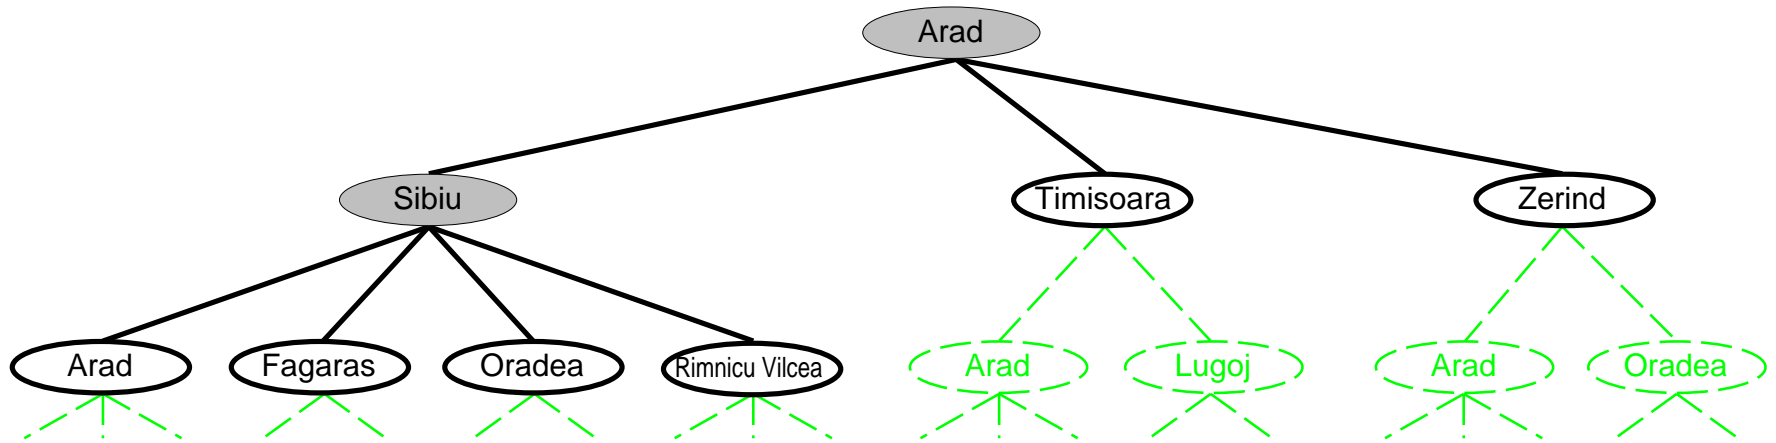 Arad
Sibiu
Timisoara
Zerind
Arad
Fagaras
Oradea
Rimnicu Vilcea
Arad
Lugoj
Arad
Oradea